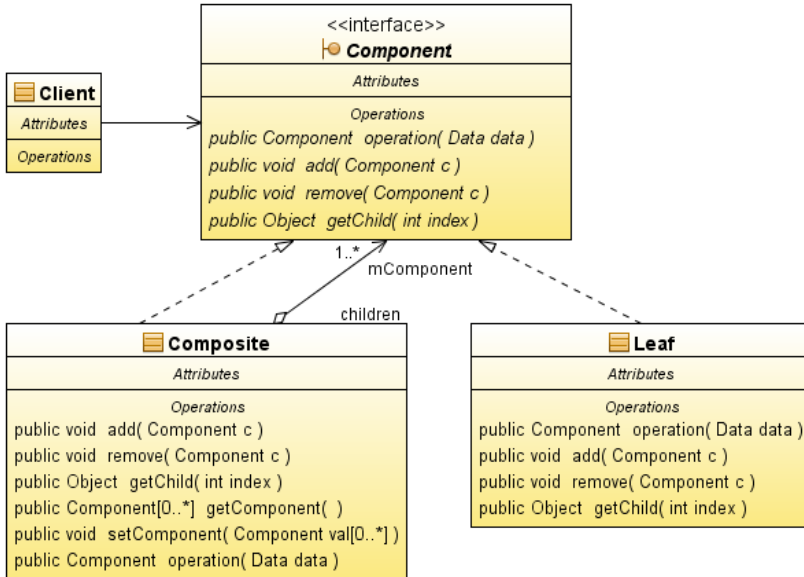 <<interface>>
Component
Attributes
Operations
public Component operation( Data data )
public void add( Component c )
public void remove( Component c )
public Object getChild( int index )
Client
Attributes
Operations
1..*
mComponent
children
Composite
Attributes
Operations
public void add( Component c )
public void remove( Component c )
public Object getChild( int index )
public Component[0..*] getComponent( )
public void setComponent( Component val[0..*] )
public Component operation( Data data )
Leaf
Attributes
Operations
public Component operation( Data data )
public void add( Component c )
public void remove( Component c )
public Object getChild( int index )